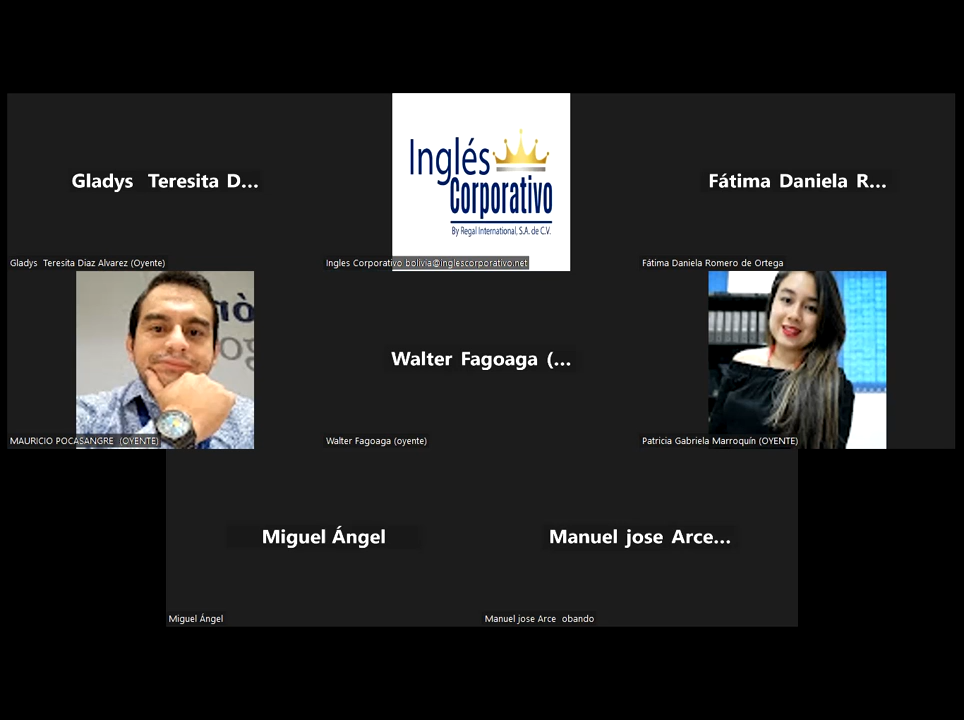 Gladys Teresita D...
Inglés
Corporativo
By Regal International, S.A. de C.V.
Fátima Daniela R...
Gladys Teresita Diaz Alvarez (Oyente)
Ingles Corporativo bolivia@inglescorporativo.net
Fátima Daniela Romero de Ortega
Walter Fagoaga (...
MAURICIO POCASANGRE (OYENTE)
Walter Fagoaga (oyente)
Patricia Gabriela Marroquín (OYENTE)
Miguel Ángel
Manuel jose Arce...
Miguel Ángel
Manuel jose Arce obando